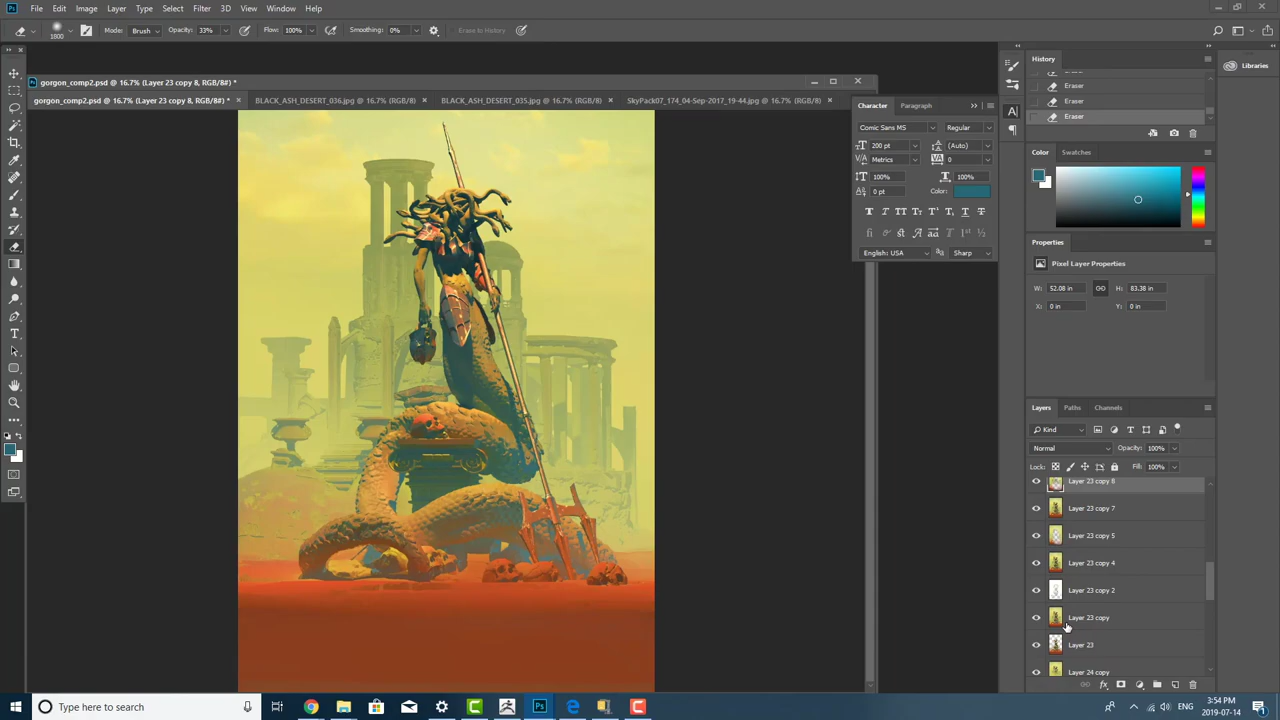 Ps File Edit Image Layer Type Select Filter 3D View Window Help
1800 Mode: Brush Opacity: 33% Flow: 100% Smoothing: 0% Erase to History
gorgon_comp2.psd @ 16.7% (Layer 23 copy 8, RGB/8#) *
gorgon_comp2.psd @ 16.7% (Layer 23 copy 8, RGB/8#) * BLACK_ASH_DESERT_036.jpg @ 16.7% (RGB/8) BLACK_ASH_DESERT_035.jpg @ 16.7% (RGB/8) SkyPack07_174_04-Sep-2017_19-44.jpg @ 16.7% (RGB/8)
Character Paragraph
Comic Sans MS Regular
200 pt (Auto)
Metrics 0
100% 100%
0 pt Color:
English: USA Sharp
History
Eraser
Eraser
Eraser
Eraser
Color Swatches
Properties
Pixel Layer Properties
W: 52.08 in H: 83.38 in
X: 0 in Y: 0 in
Layers Paths Channels
Kind
Normal Opacity: 100%
Lock: Fill: 100%
Layer 23 copy 8
Layer 23 copy 7
Layer 23 copy 5
Layer 23 copy 4
Layer 23 copy 2
Layer 23 copy
Layer 23
Layer 24 copy
Libraries
Type here to search
Ps
ENG
3:54 PM
2019-07-14